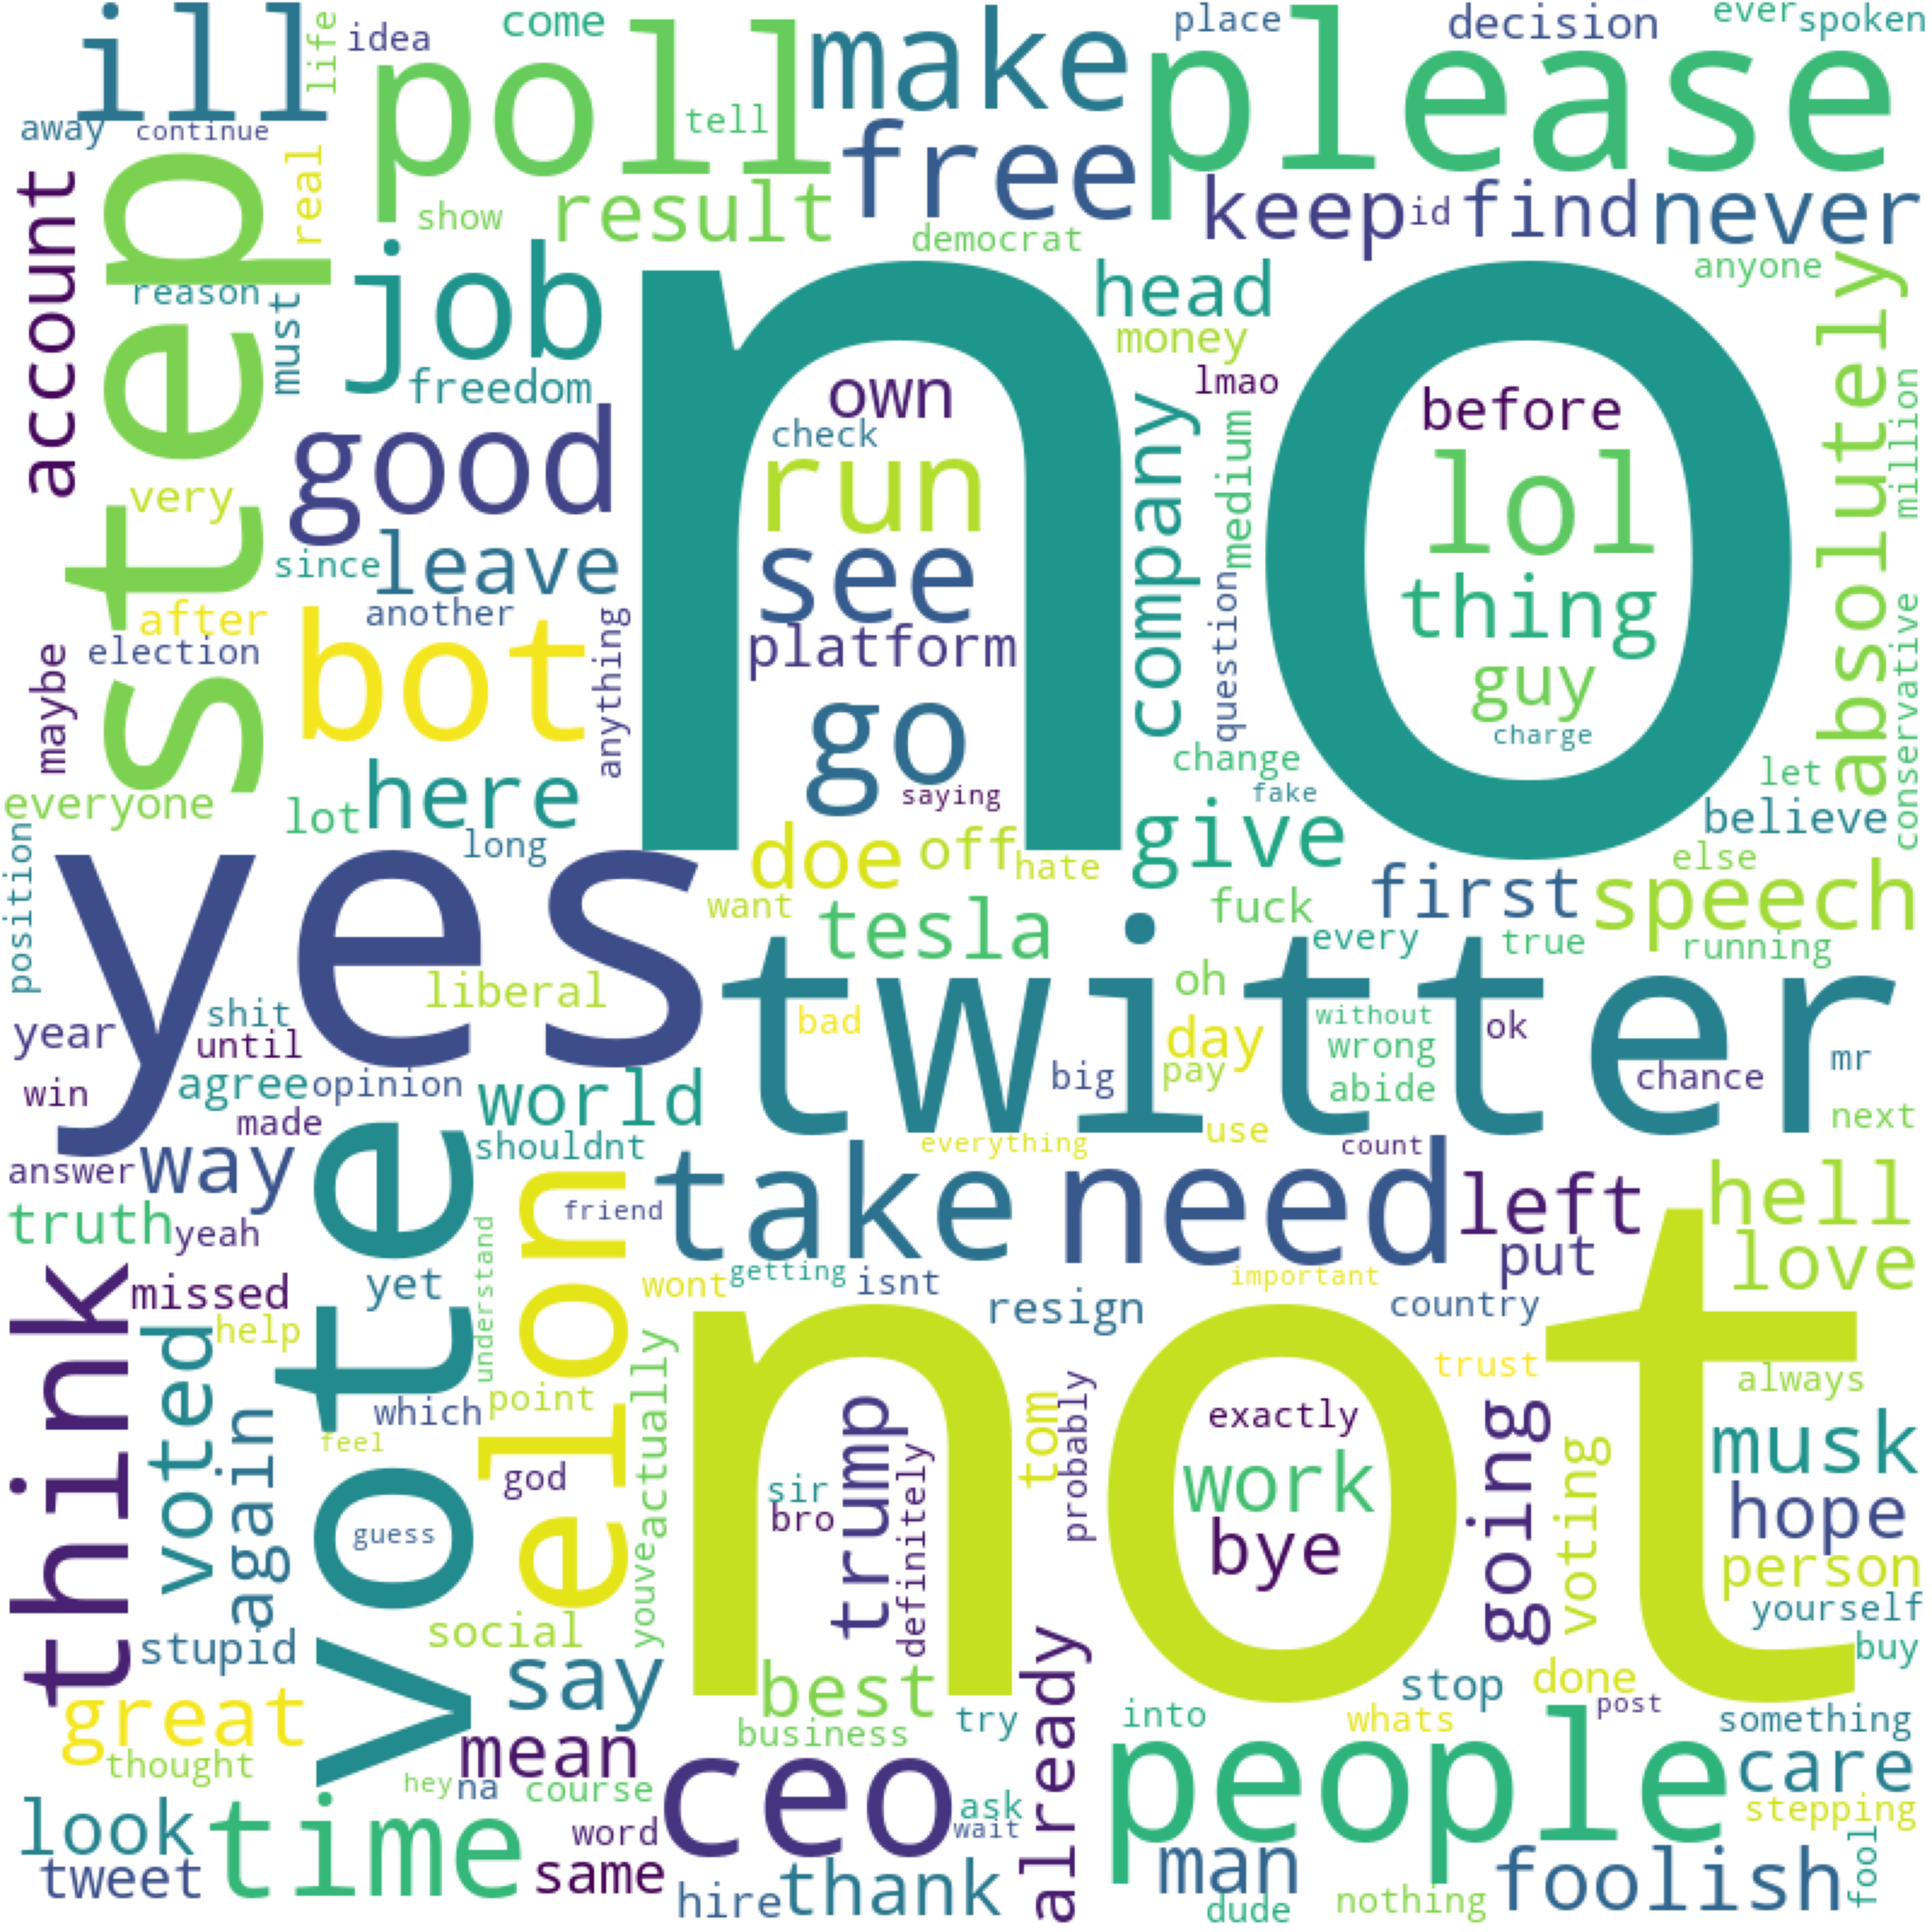 ill
life
idea
come
poll
tell
make
place
please
decision
ever
spoken
away
continue
free
account
step
real
show
result
democrat
keep
id
find
never
reason
must
job
freedom
no
head
money
lmao
anyone
absolutely
million
own
check
run
see
platform
go
saying
company
medium
question
before
lol
thing
guy
charge
good
very
since
leave
after
another
election
bot
anything
maybe
everyone
lot
here
long
change
fake
give
let
believe
conservative
position
yes
doe
off
hate
want
tesla
fuck
first
else
speech
every
true
running
liberal
twitter
oh
year
shit
until
bad
day
without
wrong
ok
mr
win
agree
opinion
world
big
pay
abide
chance
made
shouldnt
everything
use
count
next
answer
way
vote
take
need
left
hell
truth
yeah
understand
elon
friend
put
love
think
missed
yet
wont
getting
isnt
resign
important
country
voted
help
again
which
point
actually
not
feel
god
trump
tom
probably
exactly
trust
always
going
musk
sir
bro
definitely
work
bye
voting
hope
guess
youve
person
yourself
stupid
social
buy
great
say
best
already
stop
done
post
thought
mean
business
try
into
whats
something
hey
na
course
ceo
ask
wait
people
care
look
time
word
stepping
tweet
same
hire
thank
man
foolish
fool
dude
nothing